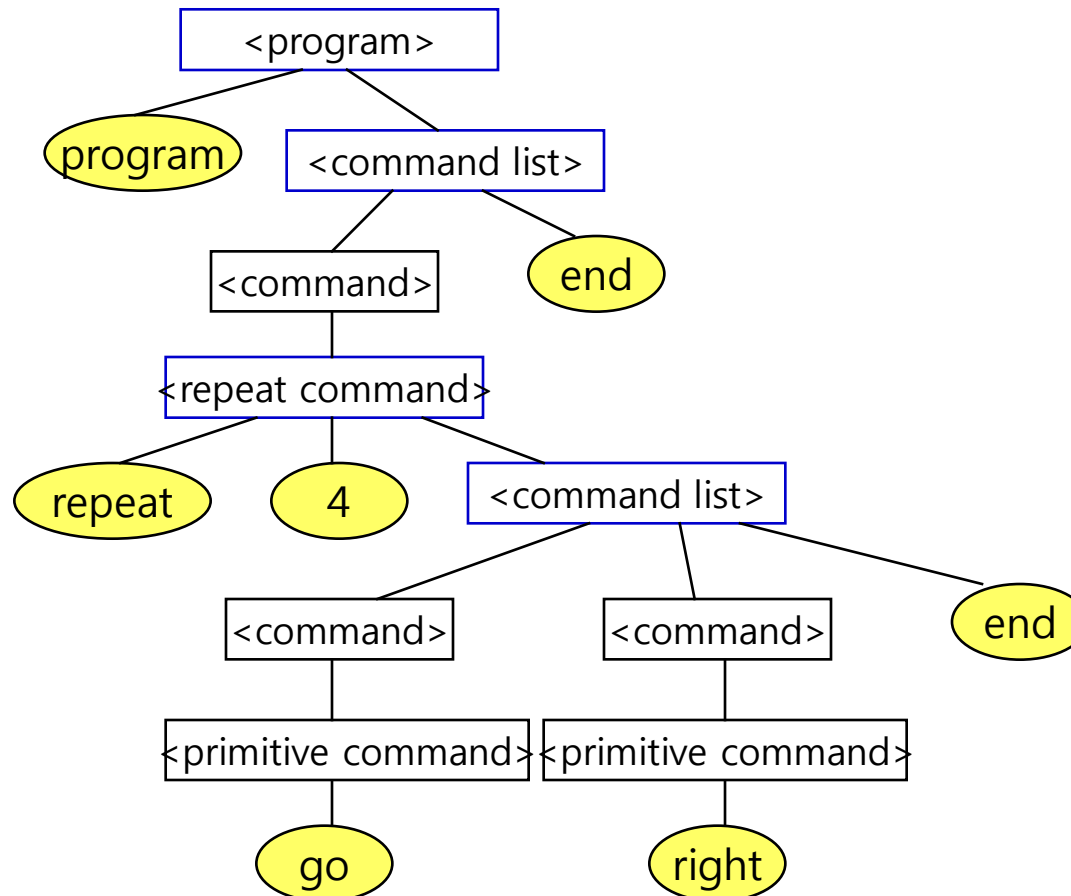 <program>
program
<command list>
<command>
end
<repeat command>
repeat
4
<command list>
<command>
<command>
end
<primitive command>
<primitive command>
go
right